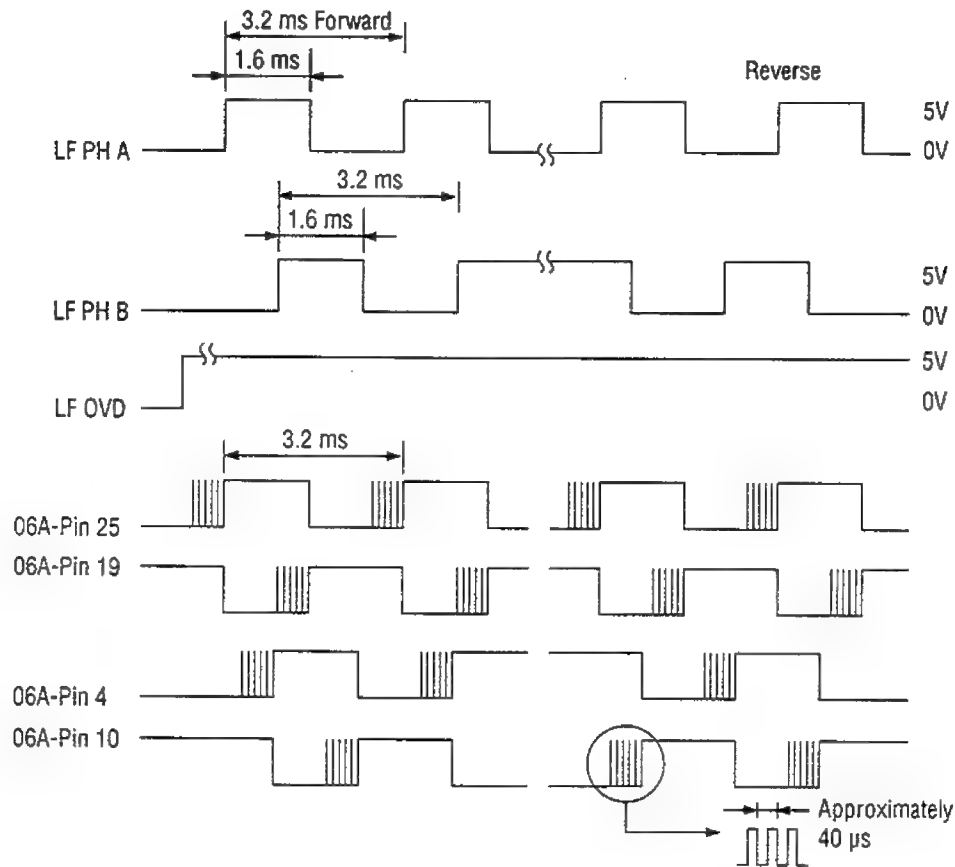 3.2 ms Forward
1.6 ms
Reverse
LF PH A
5V
0V
3.2 ms
1.6 ms
LF PH B
5V
0V
LF OVD
5V
0V
3.2 ms
06A-Pin 25
06A-Pin 19
06A-Pin 4
06A-Pin 10
Approximately
40 µs